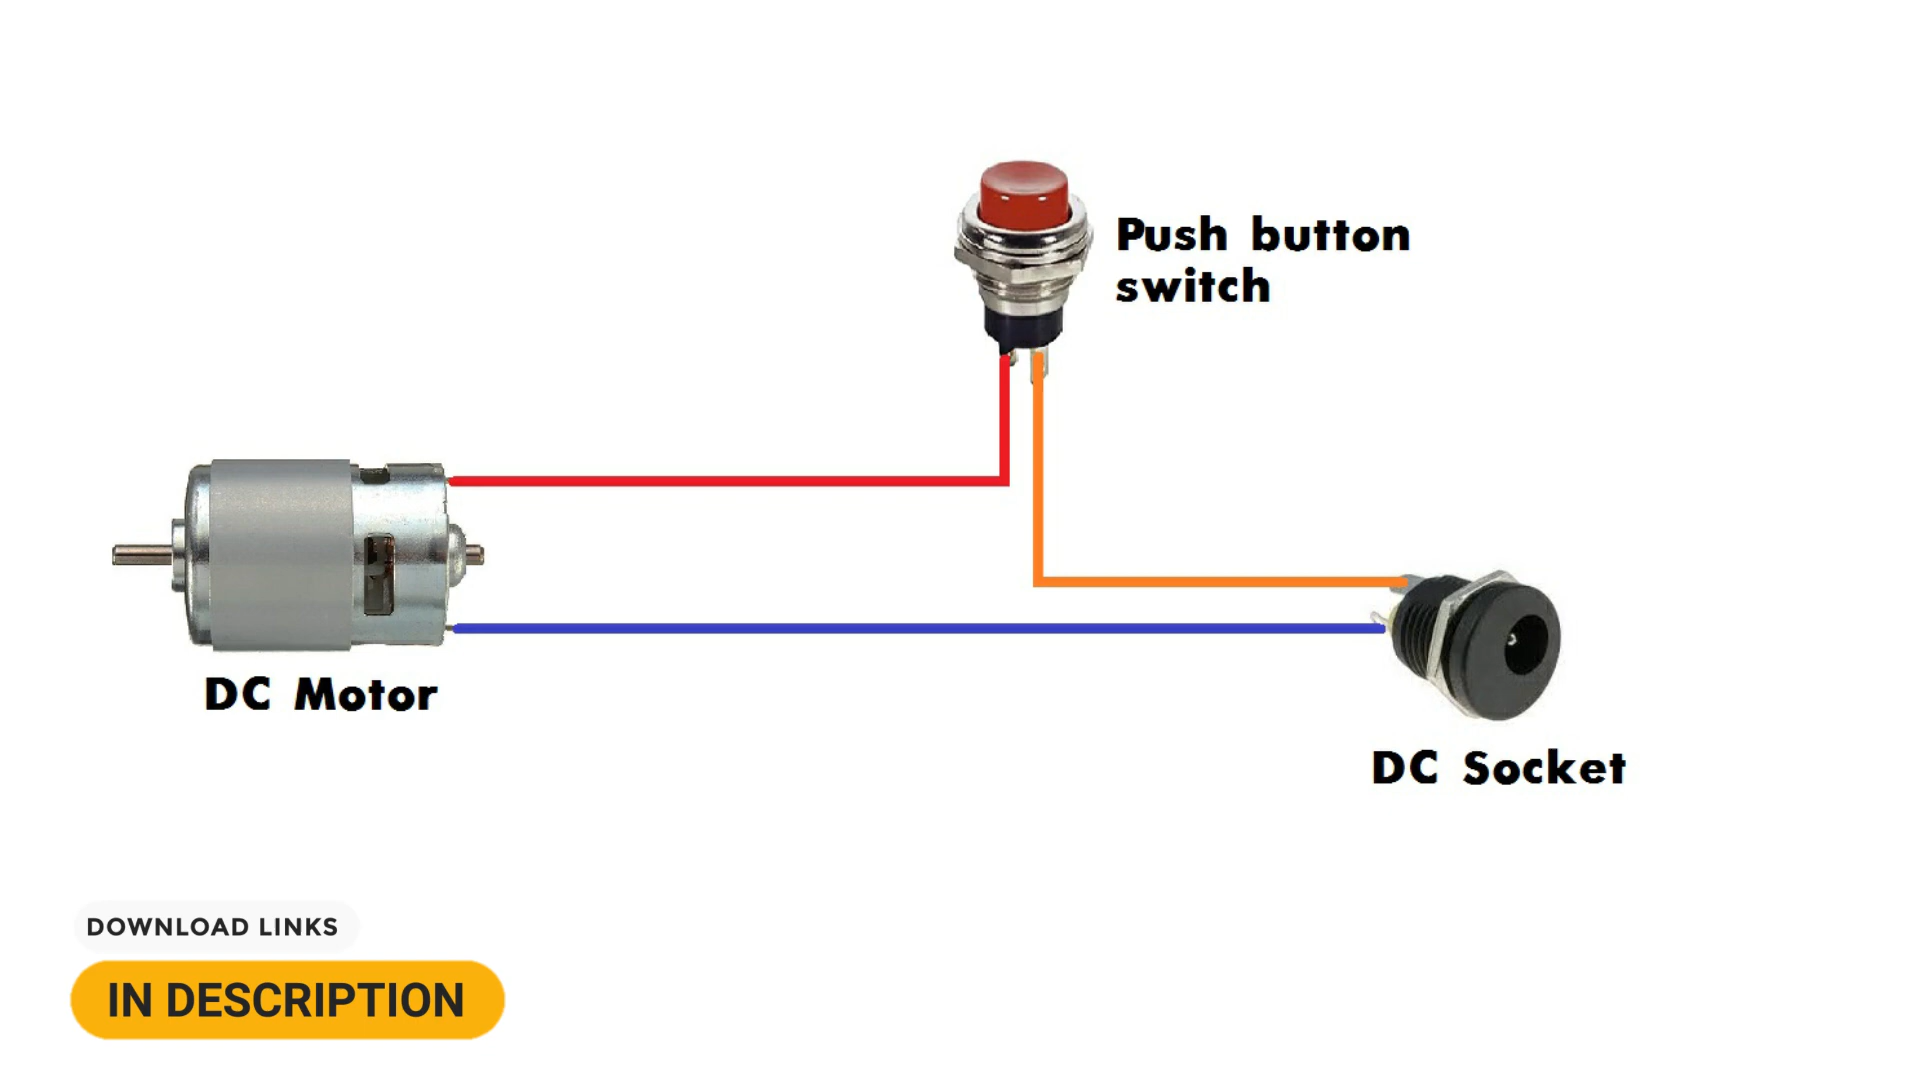 Push button
switch
DC Motor
DC Socket
DOWNLOAD LINKS
IN DESCRIPTION